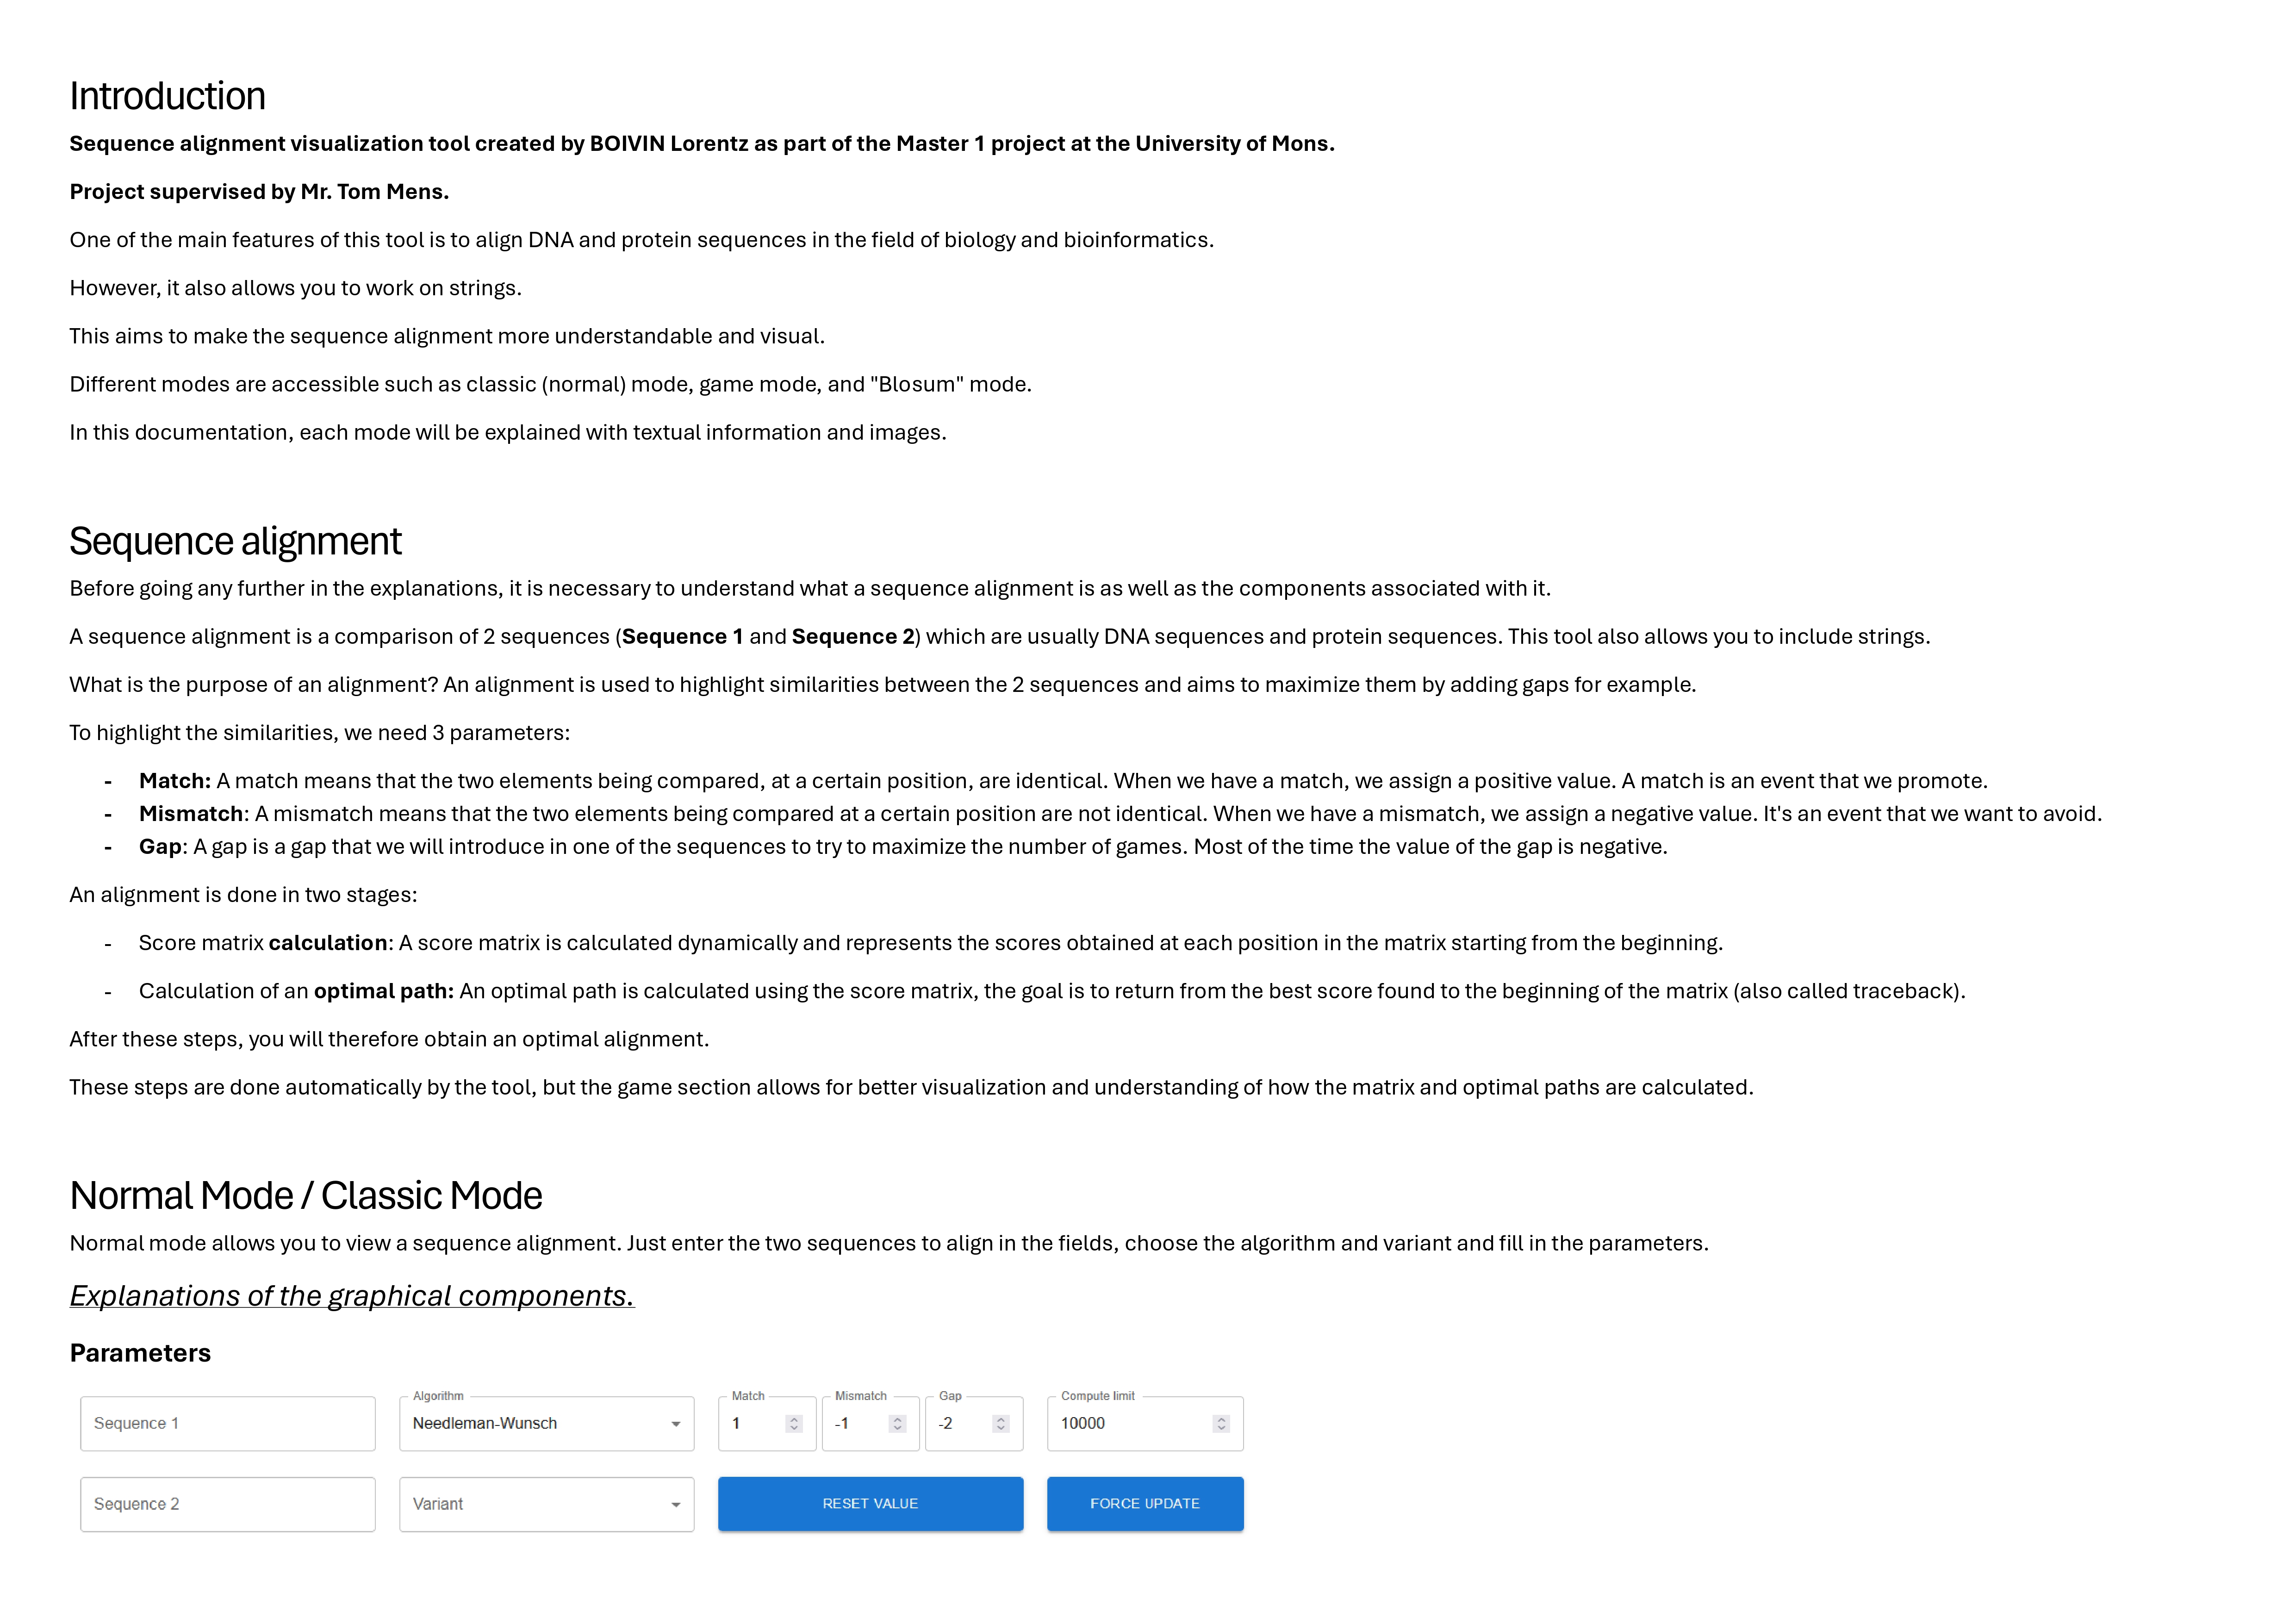 Introduction
Sequence alignment visualization tool created by BOIVIN Lorentz as part of the Master 1 project at the University of Mons.
Project supervised by Mr. Tom Mens.
One of the main features of this tool is to align DNA and protein sequences in the field of biology and bioinformatics.
However, it also allows you to work on strings.
This aims to make the sequence alignment more understandable and visual.
Different modes are accessible such as classic (normal) mode, game mode, and "Blosum" mode.
In this documentation, each mode will be explained with textual information and images.
Sequence alignment
Before going any further in the explanations, it is necessary to understand what a sequence alignment is as well as the components associated with it.
A sequence alignment is a comparison of 2 sequences (Sequence 1 and Sequence 2) which are usually DNA sequences and protein sequences. This tool also allows you to include strings.
What is the purpose of an alignment? An alignment is used to highlight similarities between the 2 sequences and aims to maximize them by adding gaps for example.
To highlight the similarities, we need 3 parameters:
- Match: A match means that the two elements being compared, at a certain position, are identical. When we have a match, we assign a positive value. A match is an event that we promote.
- Mismatch: A mismatch means that the two elements being compared at a certain position are not identical. When we have a mismatch, we assign a negative value. It's an event that we want to avoid.
- Gap: A gap is a gap that we will introduce in one of the sequences to try to maximize the number of games. Most of the time the value of the gap is negative.
An alignment is done in two stages:
- Score matrix calculation: A score matrix is calculated dynamically and represents the scores obtained at each position in the matrix starting from the beginning.
- Calculation of an optimal path: An optimal path is calculated using the score matrix, the goal is to return from the best score found to the beginning of the matrix (also called traceback).
After these steps, you will therefore obtain an optimal alignment.
These steps are done automatically by the tool, but the game section allows for better visualization and understanding of how the matrix and optimal paths are calculated.
Normal Mode / Classic Mode
Normal mode allows you to view a sequence alignment. Just enter the two sequences to align in the fields, choose the algorithm and variant and fill in the parameters.
Explanations of the graphical components.
Parameters
Algorithm Match Mismatch Gap Compute limit
Sequence 1 Needleman-Wunsch 1 -1 -2 10000
Sequence 2 Variant RESET VALUE FORCE UPDATE